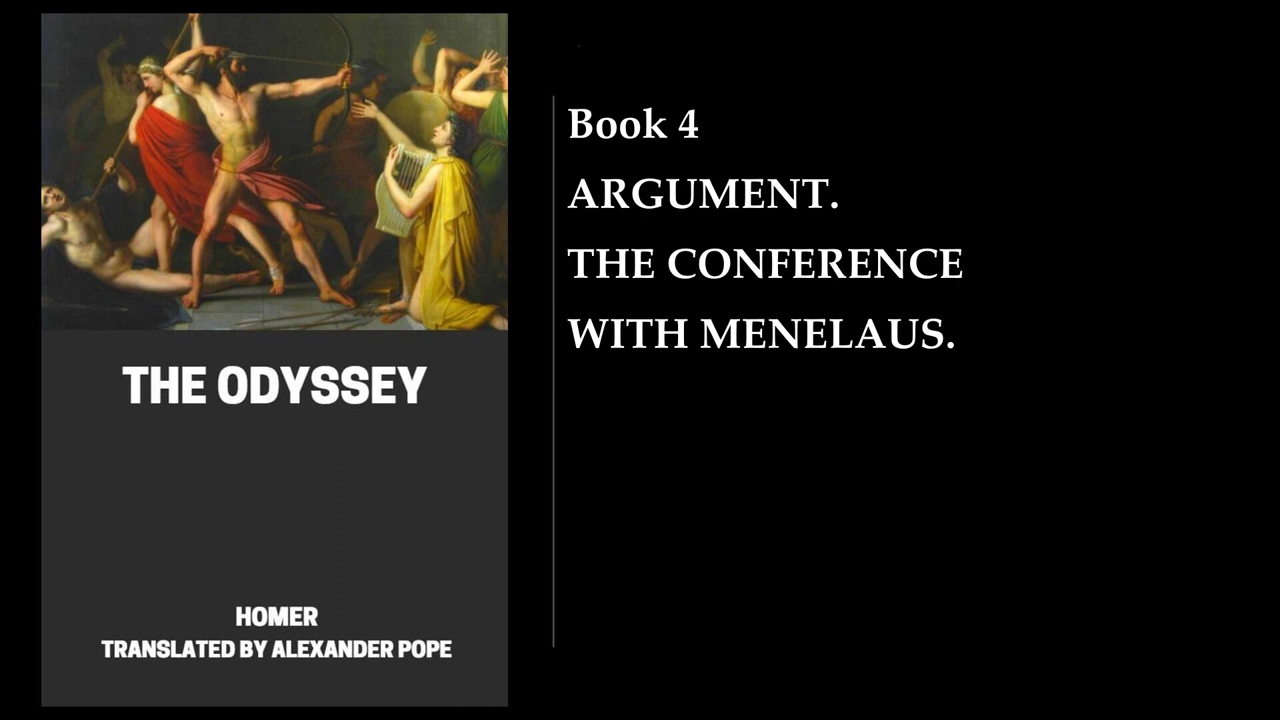 THE ODYSSEY
HOMER
TRANSLATED BY ALEXANDER POPE
Book 4
ARGUMENT.
THE CONFERENCE
WITH MENELAUS.